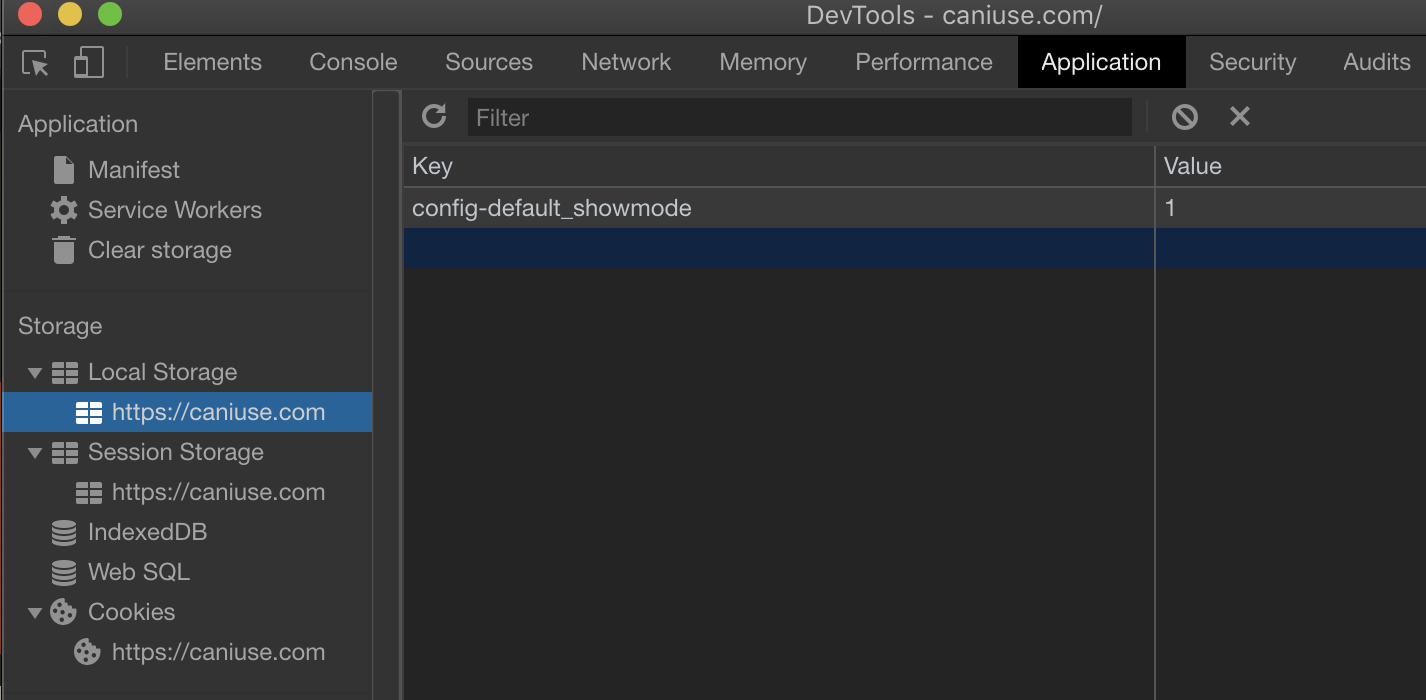 DevTools - caniuse.com/
Elements Console Sources Network Memory Performance Application Security Audits
Application
Manifest
Service Workers
Clear storage
Storage
Local Storage
https://caniuse.com
Session Storage
https://caniuse.com
IndexedDB
Web SQL
Cookies
https://caniuse.com
Filter
Key Value
config-default_showmode 1